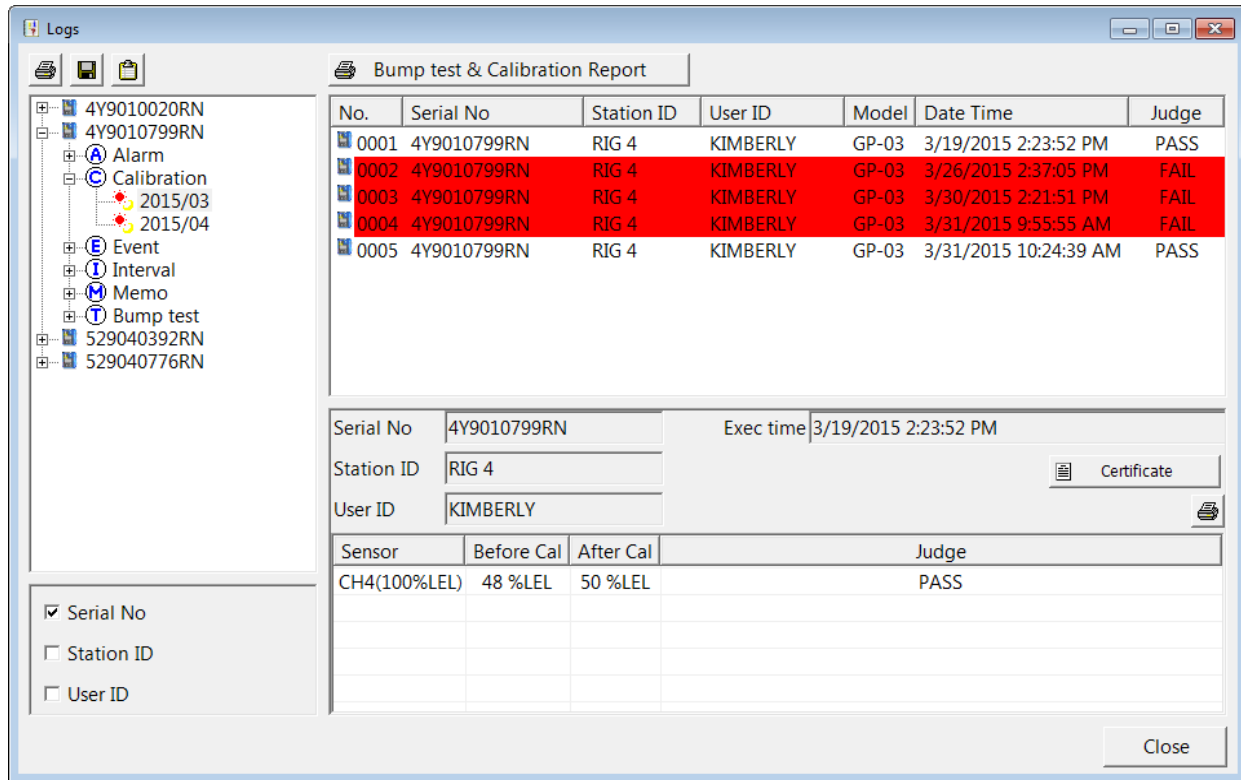 Logs
Bump test & Calibration Report
4Y9010020RN
4Y9010799RN
A Alarm
C Calibration
2015/03
2015/04
E Event
I Interval
M Memo
T Bump test
529040392RN
529040776RN
Serial No
Station ID
User ID
No. Serial No Station ID User ID Model Date Time Judge
0001 4Y9010799RN RIG 4 KIMBERLY GP-03 3/19/2015 2:23:52 PM PASS
0002 4Y9010799RN RIG 4 KIMBERLY GP-03 3/26/2015 2:37:05 PM FAIL
0003 4Y9010799RN RIG 4 KIMBERLY GP-03 3/30/2015 2:21:51 PM FAIL
0004 4Y9010799RN RIG 4 KIMBERLY GP-03 3/31/2015 9:55:55 AM FAIL
0005 4Y9010799RN RIG 4 KIMBERLY GP-03 3/31/2015 10:24:39 AM PASS
Serial No 4Y9010799RN Exec time 3/19/2015 2:23:52 PM
Station ID RIG 4
Certificate
User ID KIMBERLY
Sensor Before Cal After Cal Judge
CH4(100%LEL) 48 %LEL 50 %LEL PASS
Close